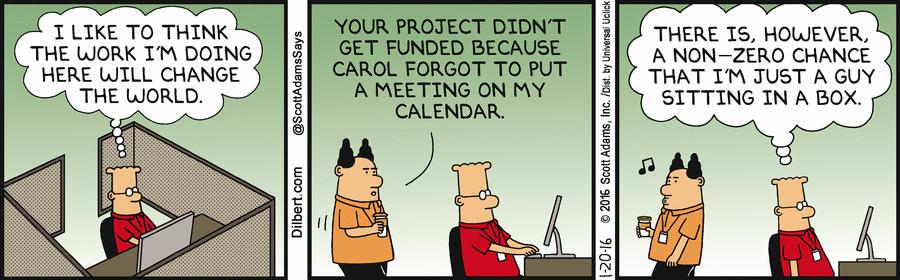 I LIKE TO THINK
THE WORK I'M DOING
HERE WILL CHANGE
THE WORLD.
Dilbert.com @ScottAdamsSays
YOUR PROJECT DIDN'T
GET FUNDED BECAUSE
CAROL FORGOT TO PUT
A MEETING ON MY
CALENDAR.
1-20-16 © 2016 Scott Adams, Inc. /Dist. by Universal Uclick
THERE IS, HOWEVER,
A NON-ZERO CHANCE
THAT I'M JUST A GUY
SITTING IN A BOX.